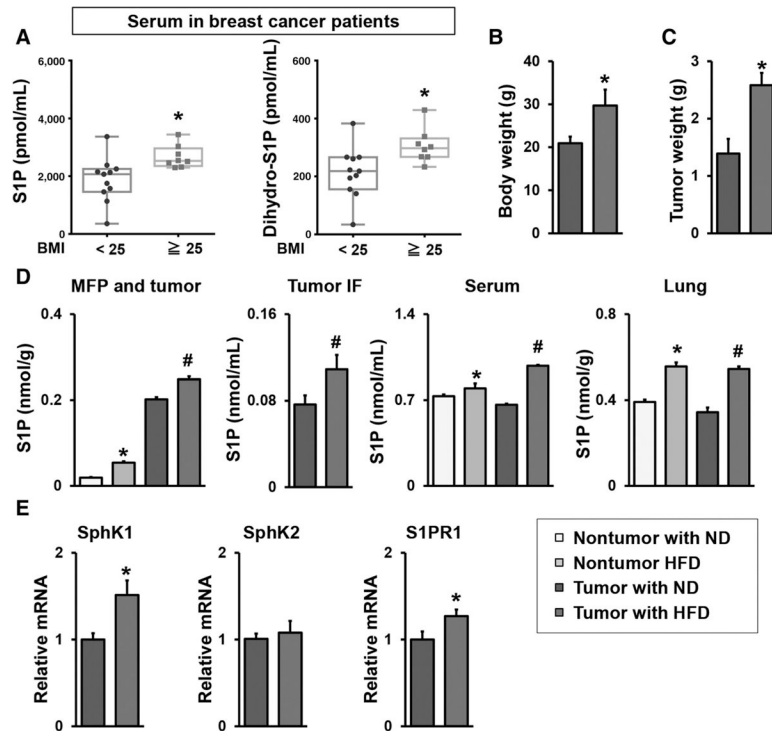 Serum in breast cancer patients
A
S1P (pmol/mL)
6,000
4,000
2,000
0
BMI < 25 ≧ 25
*
Dihydro-S1P (pmol/mL)
600
400
200
0
BMI < 25 ≧ 25
*
B
Body weight (g)
40
30
20
10
0
*
C
Tumor weight (g)
3
2
1
0
*
D
MFP and tumor
S1P (nmol/g)
0.4
0.2
0
*
#
Tumor IF
S1P (nmol/mL)
0.16
0.08
0
#
Serum
S1P (nmol/mL)
1.4
0.7
0
*
#
Lung
S1P (nmol/g)
0.8
0.4
0
*
#
E
SphK1
Relative mRNA
2
1
0
*
SphK2
Relative mRNA
2
1
0
S1PR1
Relative mRNA
2
1
0
*
Nontumor with ND
Nontumor HFD
Tumor with ND
Tumor with HFD